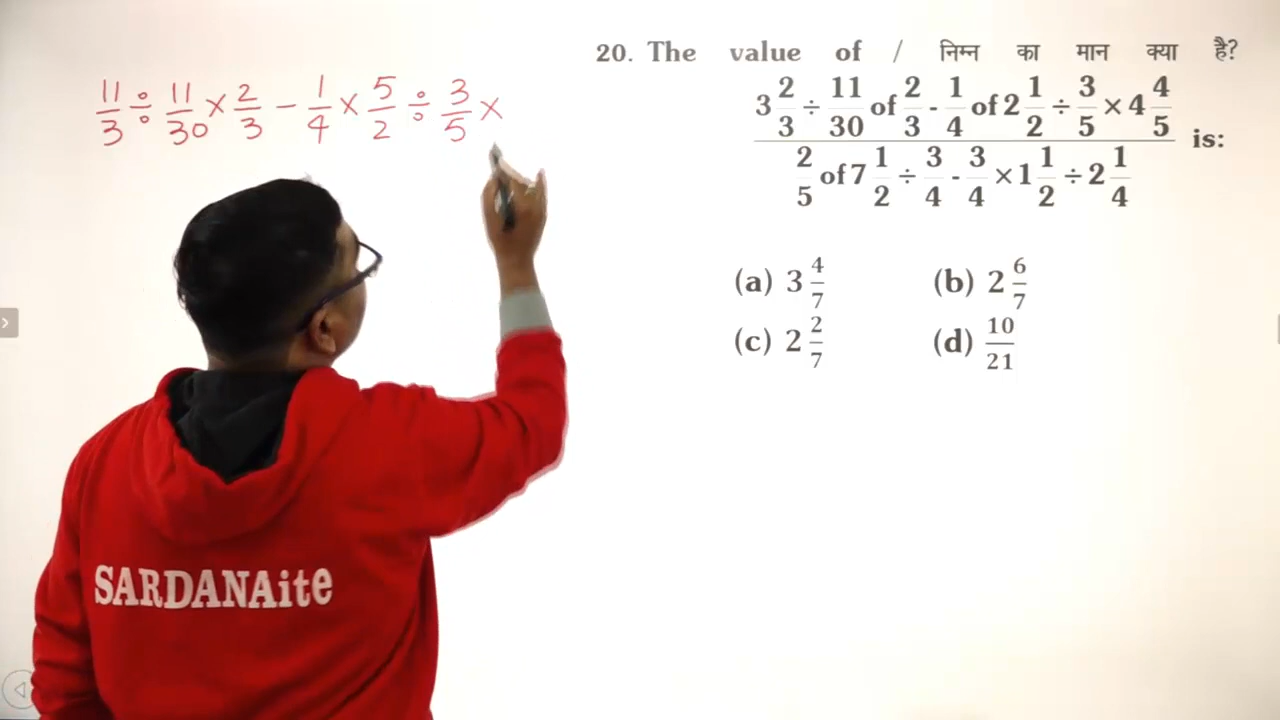 20. The value of / निम्न का मान क्या है?
11/3 ÷ 11/30 × 2/3 - 1/4 × 5/2 ÷ 3/5 ×
3 2/3 ÷ 11/30 of 2/3 - 1/4 of 2 1/2 ÷ 3/5 × 4 4/5
2/5 of 7 1/2 ÷ 3/4 - 3/4 × 1 1/2 ÷ 2 1/4
is:
(a) 3 4/7 (b) 2 6/7
(c) 2 2/7 (d) 10/21
SARDANAite